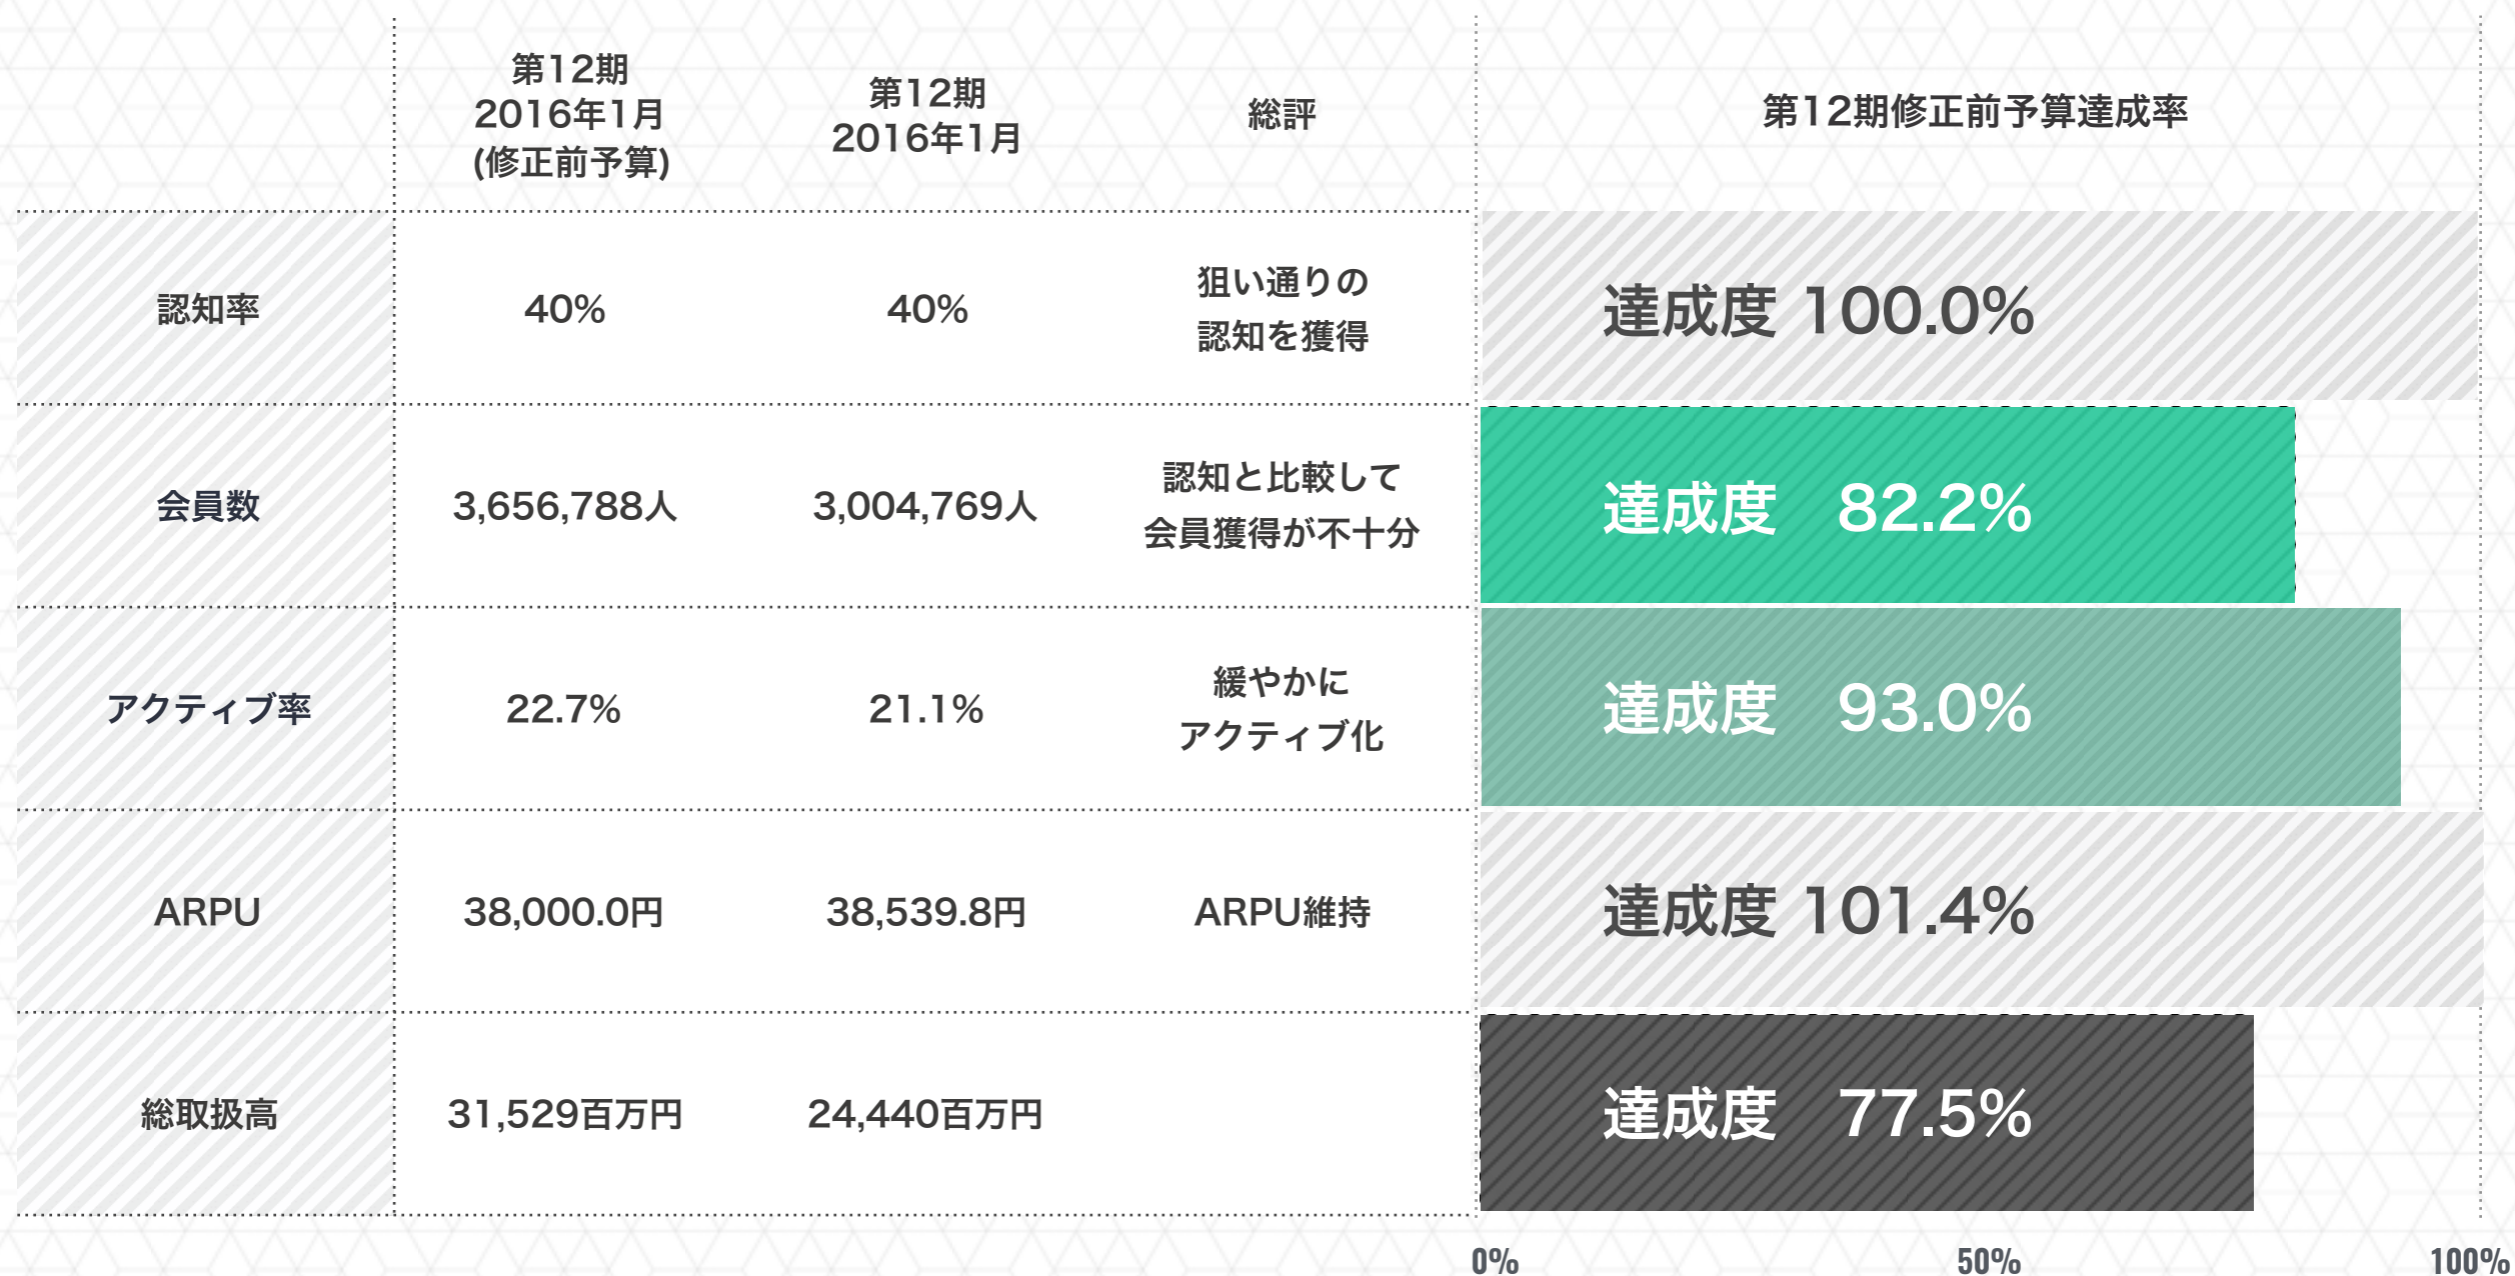 第12期
2016年1月
(修正前予算)
第12期
2016年1月
総評
第12期修正前予算達成率
認知率
40%
40%
狙い通りの
認知を獲得
達成度 100.0%
会員数
3,656,788人
3,004,769人
認知と比較して
会員獲得が不十分
達成度 82.2%
アクティブ率
22.7%
21.1%
緩やかに
アクティブ化
達成度 93.0%
ARPU
38,000.0円
38,539.8円
ARPU維持
達成度 101.4%
総取扱高
31,529百万円
24,440百万円
達成度 77.5%
0%
50%
100%